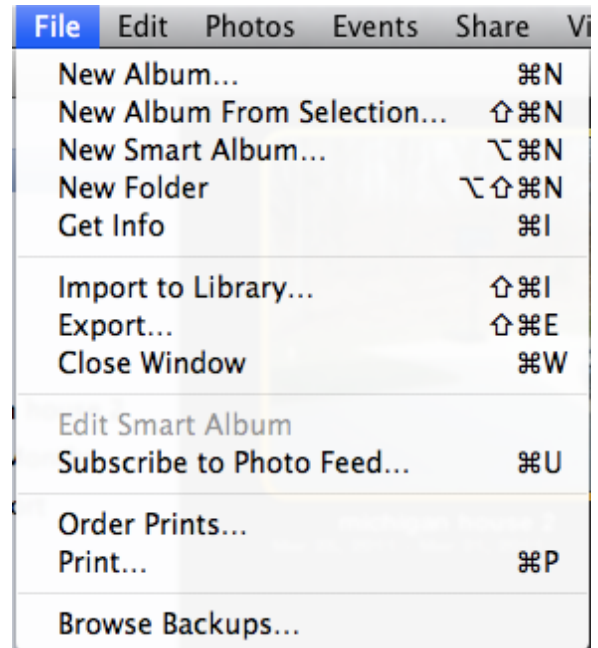 File Edit Photos Events Share Vi
New Album... ⌘N
New Album From Selection... ⇧⌘N
New Smart Album... ⌥⌘N
New Folder ⌥⇧⌘N
Get Info ⌘I
Import to Library... ⇧⌘I
Export... ⇧⌘E
Close Window ⌘W
Edit Smart Album
Subscribe to Photo Feed... ⌘U
Order Prints...
Print... ⌘P
Browse Backups...